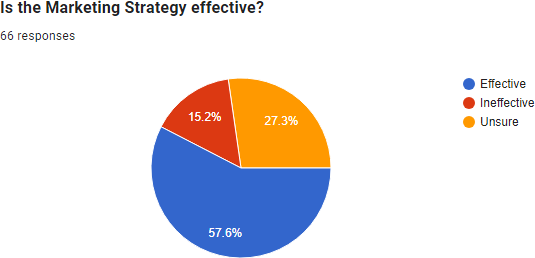 Is the Marketing Strategy effective?
66 responses
Effective
Ineffective
Unsure
15.2%
27.3%
57.6%